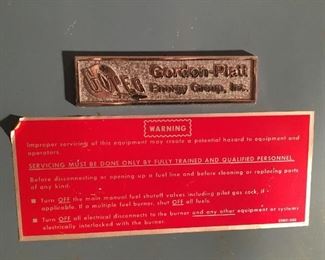 Gordon-Piatt
Energy Group, Inc.
WARNING
Improper servicing of this equipment may create a potential hazard to equipment and
operators.
SERVICING MUST BE DONE ONLY BY FULLY TRAINED AND QUALIFIED PERSONNEL.
Before disconnecting or opening up a fuel line and before cleaning or replacing parts
of any kind.
■ Turn OFF the main manual fuel shutoff valves including pilot gas cock, if
applicable. If a multiple fuel burner, shut OFF all fuels.
■ Turn OFF all electrical disconnects to the burner and any other equipment or systems
electrically interlocked with the burner.